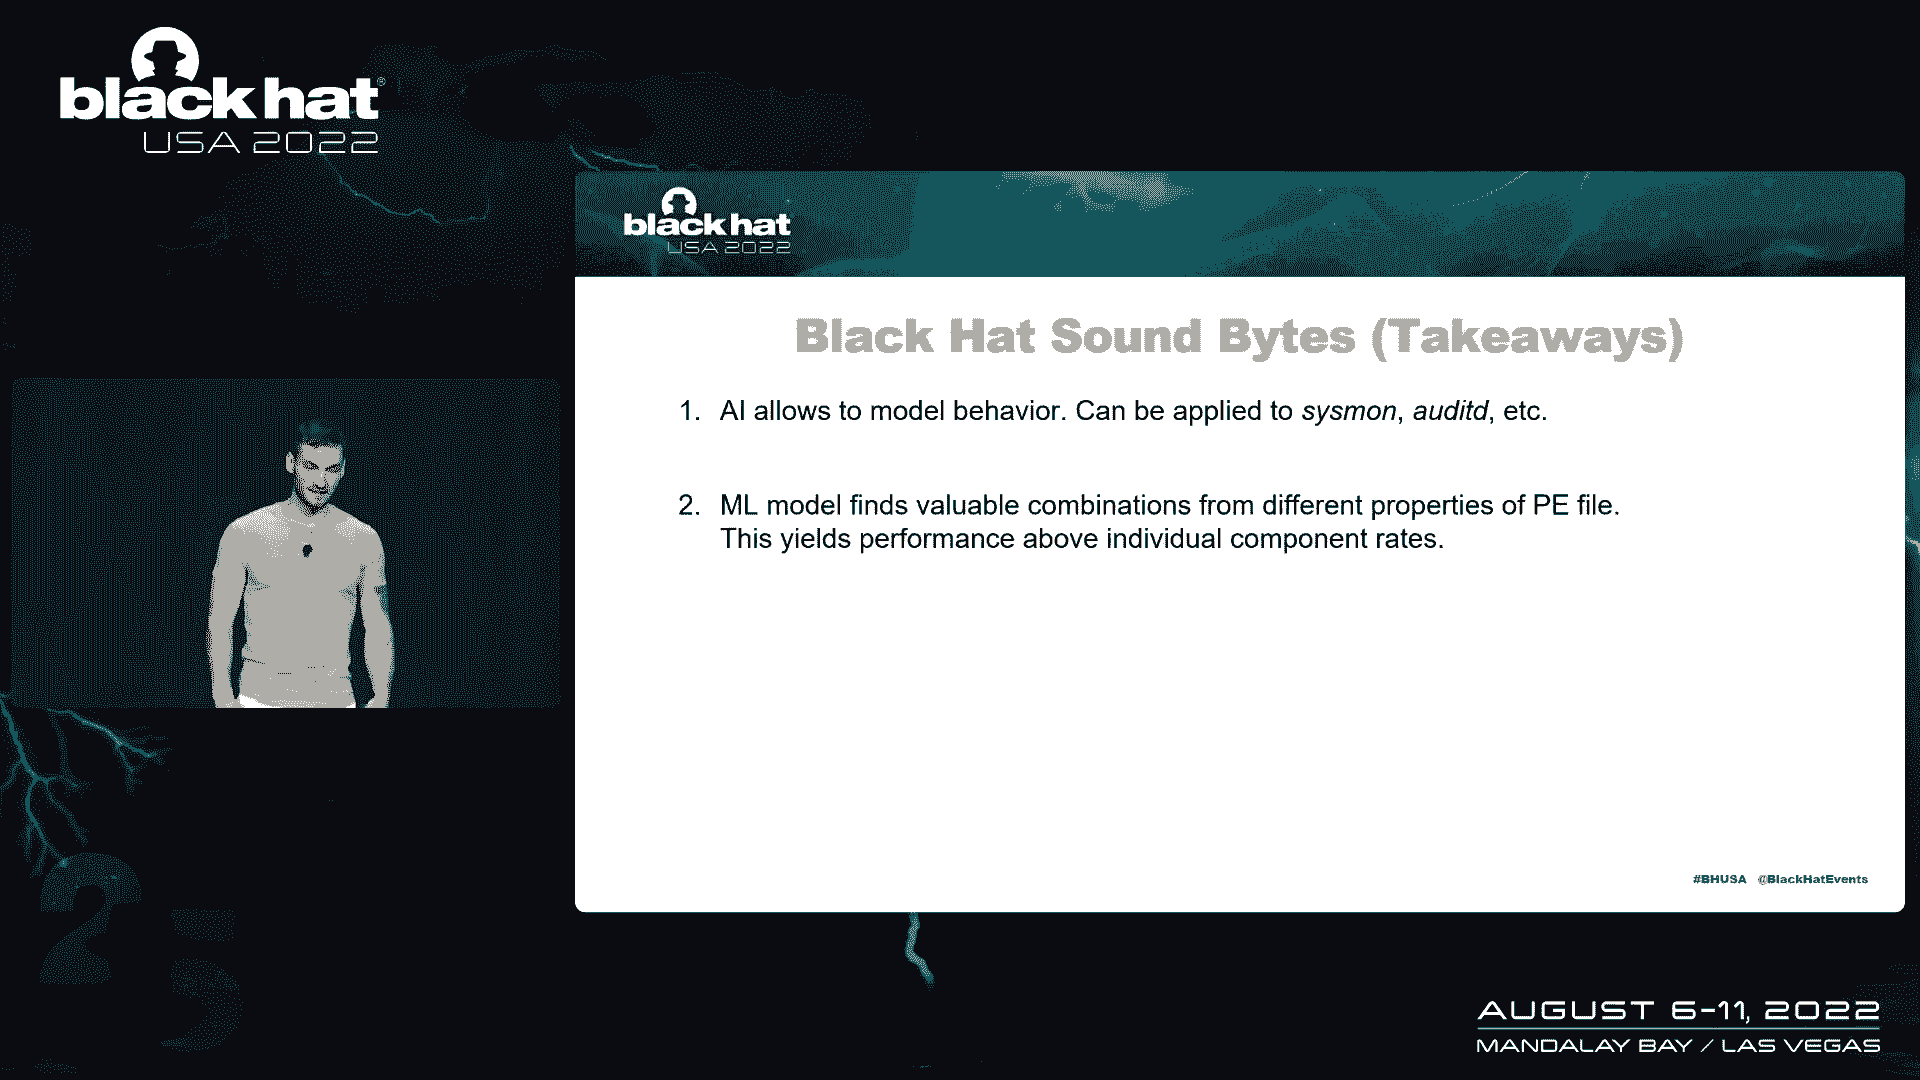 black hat®
USA 2022
black hat
USA 2022
Black Hat Sound Bytes (Takeaways)
1. AI allows to model behavior. Can be applied to sysmon, auditd, etc.
2. ML model finds valuable combinations from different properties of PE file.
This yields performance above individual component rates.
#BHUSA @BlackHatEvents
25
AUGUST 6-11, 2022
MANDALAY BAY / LAS VEGAS